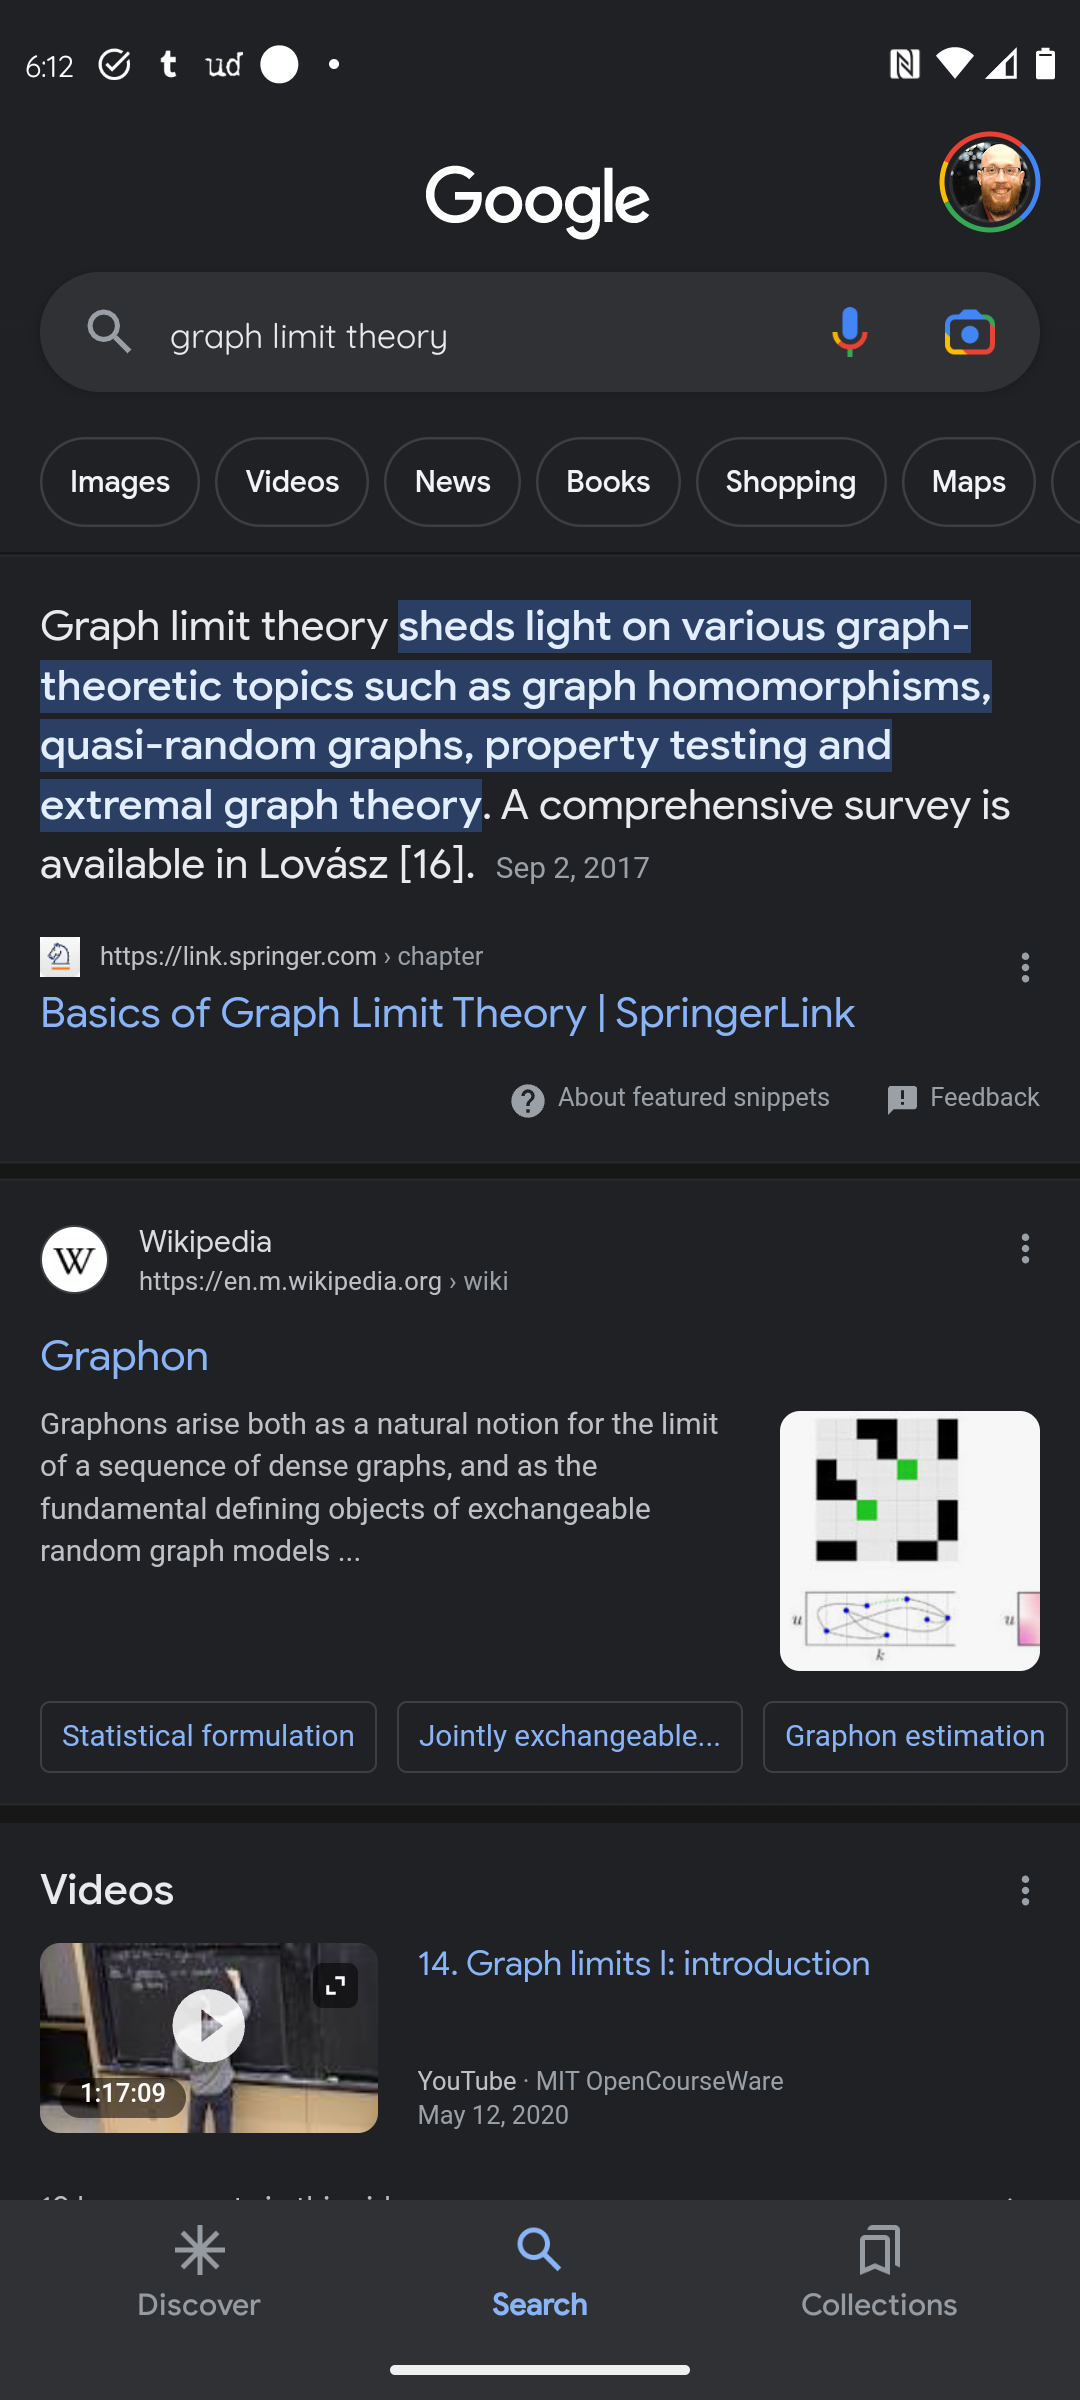 6:12
t
ud
Google
graph limit theory
Images
Videos
News
Books
Shopping
Maps
Graph limit theory sheds light on various graph-
theoretic topics such as graph homomorphisms,
quasi-random graphs, property testing and
extremal graph theory. A comprehensive survey is
available in Lovász [16]. Sep 2, 2017
https://link.springer.com › chapter
Basics of Graph Limit Theory | SpringerLink
About featured snippets
Feedback
W
Wikipedia
https://en.m.wikipedia.org › wiki
Graphon
Graphons arise both as a natural notion for the limit
of a sequence of dense graphs, and as the
fundamental defining objects of exchangeable
random graph models ...
u
u
k
Statistical formulation
Jointly exchangeable...
Graphon estimation
Videos
14. Graph limits I: introduction
1:17:09
YouTube · MIT OpenCourseWare
May 12, 2020
Discover
Search
Collections